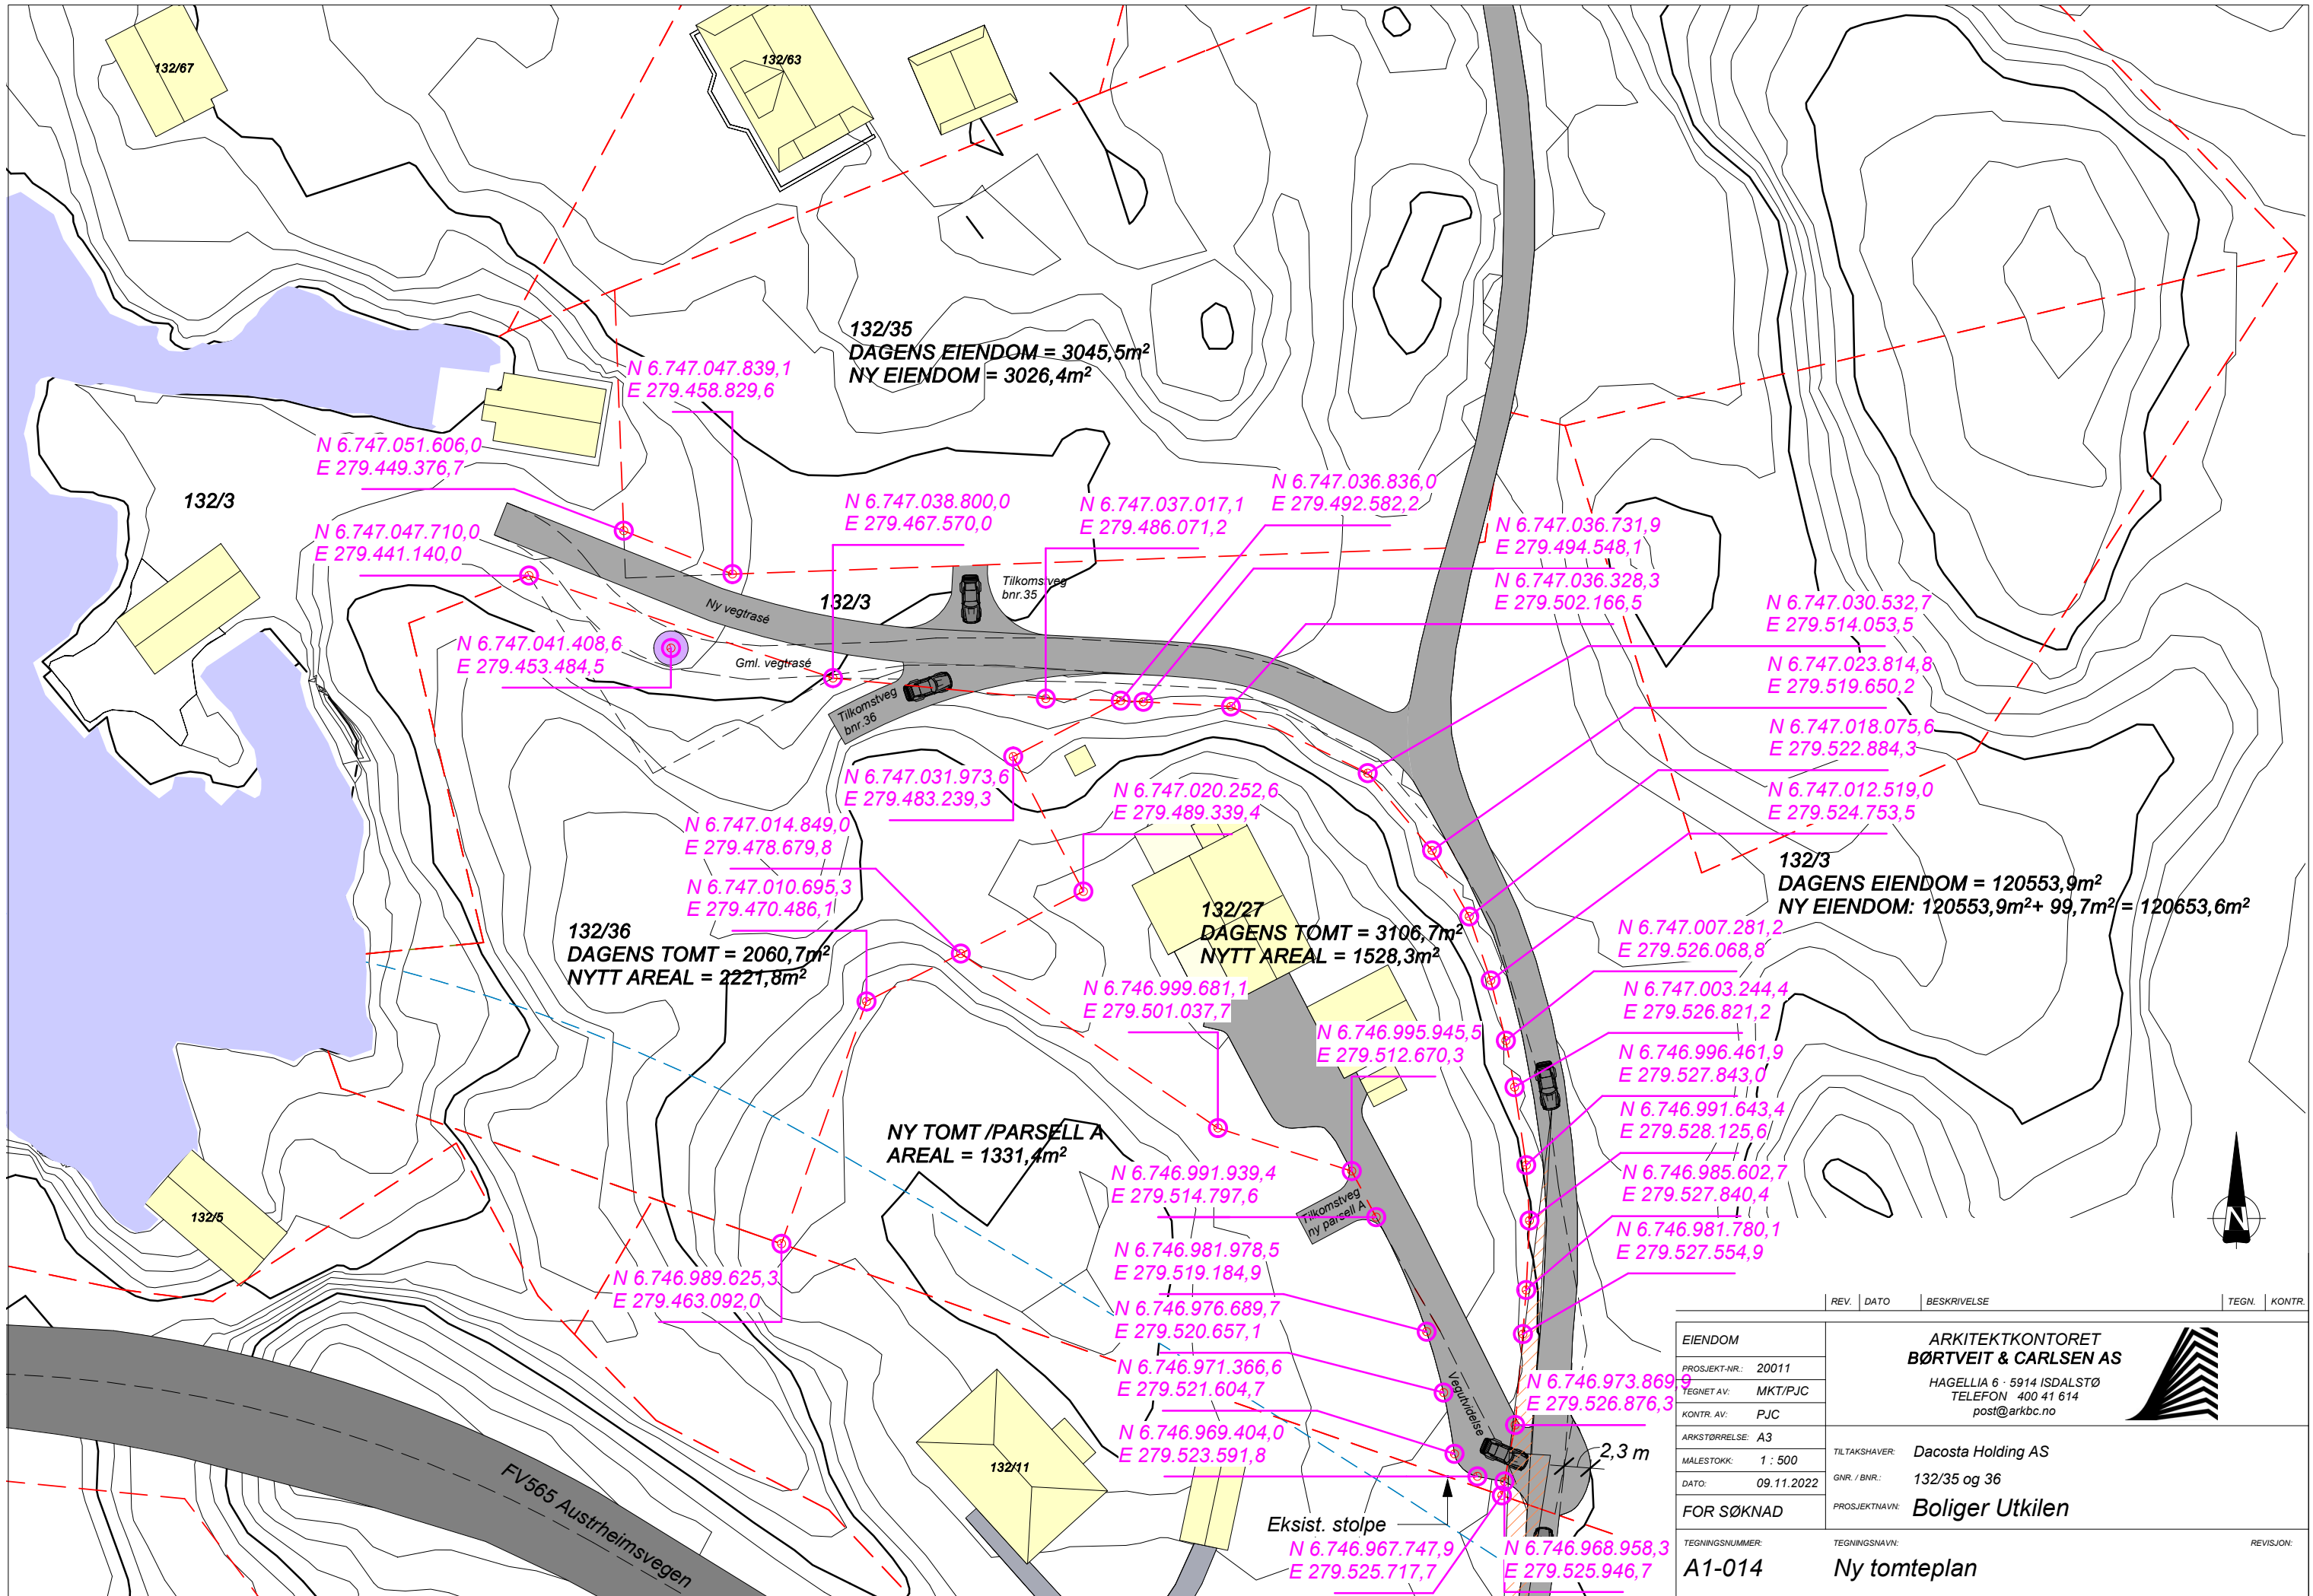 132/67
132/63
132/35
DAGENS EIENDOM = 3045,5m²
NY EIENDOM = 3026,4m²
N 6.747.047.839,1
E 279.458.829,6
N 6.747.051.606,0
E 279.449.376,7
132/3
N 6.747.047.710,0
E 279.441.140,0
N 6.747.038.800,0
E 279.467.570,0
N 6.747.037.017,1
E 279.486.071,2
N 6.747.036.836,0
E 279.492.582,2
N 6.747.036.731,9
E 279.494.548,1
N 6.747.036.328,3
E 279.502.166,5
Tilkomstveg
bnr.35
132/3
Ny vegtrasé
Gml. vegtrasé
N 6.747.041.408,6
E 279.453.484,5
Tilkomstveg
bnr.36
N 6.747.030.532,7
E 279.514.053,5
N 6.747.023.814,8
E 279.519.650,2
N 6.747.018.075,6
E 279.522.884,3
N 6.747.012.519,0
E 279.524.753,5
N 6.747.031.973,6
E 279.483.239,3
N 6.747.020.252,6
E 279.489.339,4
N 6.747.014.849,0
E 279.478.679,8
N 6.747.010.695,3
E 279.470.486,1
132/3
DAGENS EIENDOM = 120553,9m²
NY EIENDOM: 120553,9m²+ 99,7m² = 120653,6m²
132/36
DAGENS TOMT = 2060,7m²
NYTT AREAL = 2221,8m²
132/27
DAGENS TOMT = 3106,7m²
NYTT AREAL = 1528,3m²
N 6.747.007.281,2
E 279.526.068,8
N 6.747.003.244,4
E 279.526.821,2
N 6.746.999.681,1
E 279.501.037,7
N 6.746.995.945,5
E 279.512.670,3
N 6.746.996.461,9
E 279.527.843,0
N 6.746.991.643,4
E 279.528.125,6
NY TOMT /PARSELL A
AREAL = 1331,4m²
N 6.746.991.939,4
E 279.514.797,6
Tilkomstveg
ny parsell A
N 6.746.985.602,7
E 279.527.840,4
N 6.746.981.780,1
E 279.527.554,9
132/5
N 6.746.981.978,5
E 279.519.184,9
N 6.746.989.625,3
E 279.463.092,0
N 6.746.976.689,7
E 279.520.657,1
N 6.746.971.366,6
E 279.521.604,7
N 6.746.973.869,9
E 279.526.876,3
Vegutvidelse
N 6.746.969.404,0
E 279.523.591,8
2,3 m
132/11
FV565 Austrheimsvegen
Eksist. stolpe
N 6.746.967.747,9
E 279.525.717,7
N 6.746.968.958,3
E 279.525.946,7
N
REV. DATO BESKRIVELSE TEGN. KONTR.
EIENDOM
PROSJEKT-NR.: 20011
TEGNET AV: MKT/PJC
KONTR. AV: PJC
ARKSTØRRELSE: A3
MÅLESTOKK: 1 : 500
DATO: 09.11.2022
FOR SØKNAD
ARKITEKTKONTORET
BØRTVEIT & CARLSEN AS
HAGELLIA 6 · 5914 ISDALSTØ
TELEFON 400 41 614
post@arkbc.no
TILTAKSHAVER: Dacosta Holding AS
GNR. / BNR.: 132/35 og 36
PROSJEKTNAVN: Boliger Utkilen
TEGNINGSNUMMER: TEGNINGSNAVN: REVISJON:
A1-014 Ny tomteplan